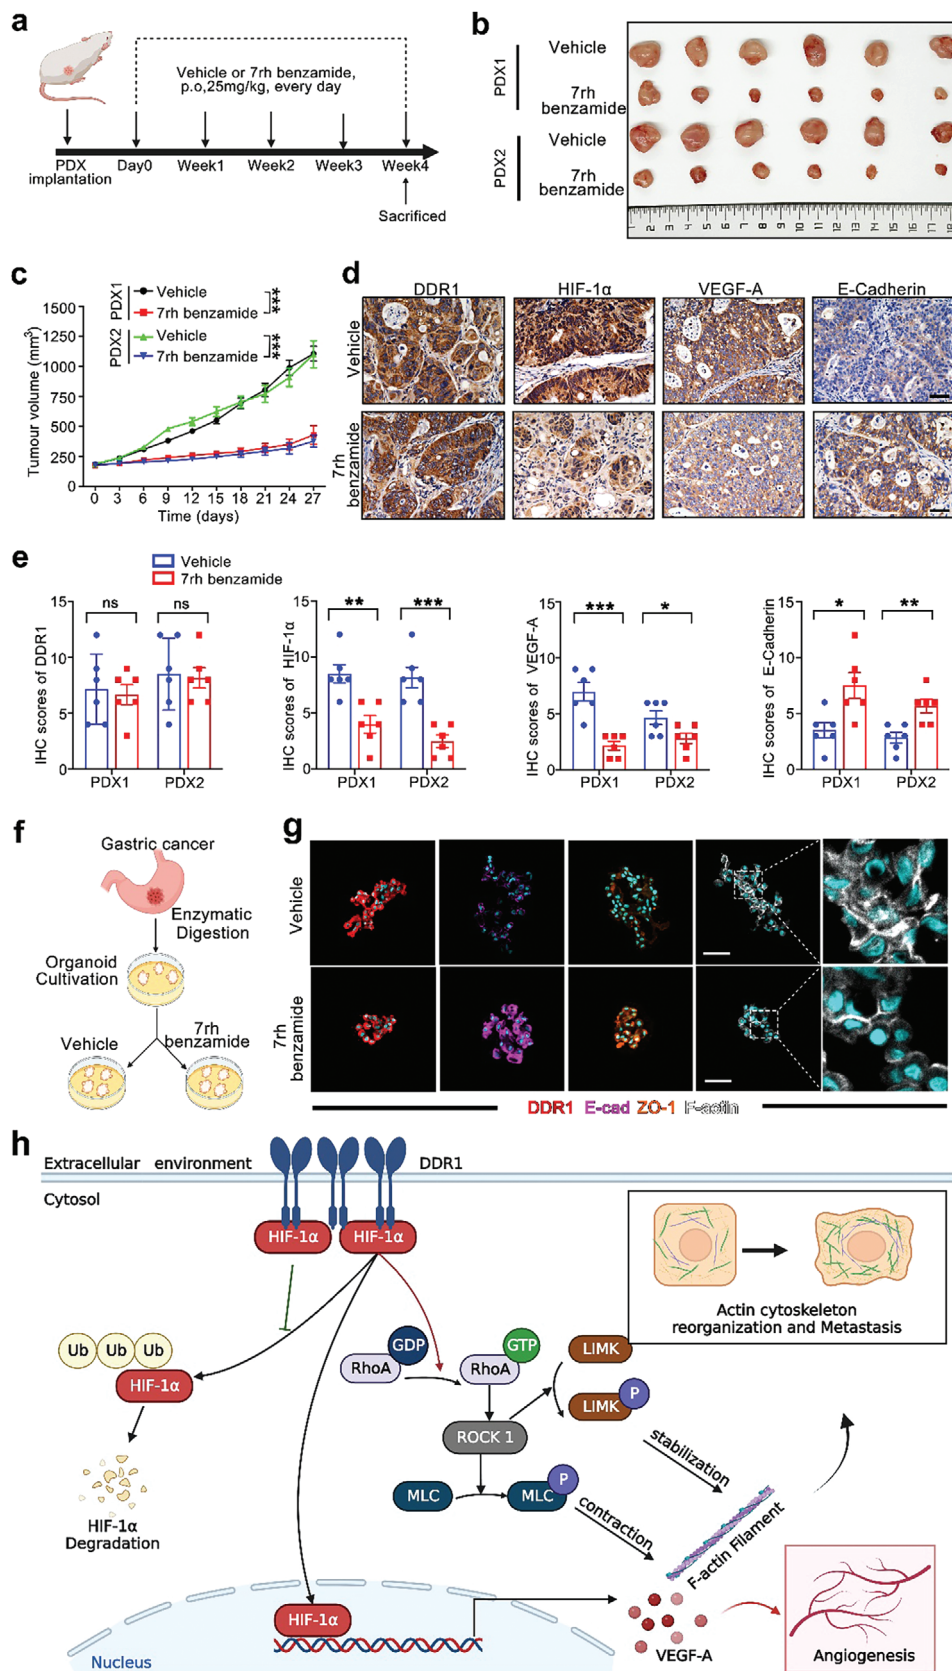 a
Vehicle or 7rh benzamide,
p.o,25mg/kg, every day
PDX
implantation
Day0
Week1
Week2
Week3
Week4
Sacrificed
b
PDX1
Vehicle
7rh
benzamide
PDX2
Vehicle
7rh
benzamide
c
PDX1
Vehicle
7rh benzamide
***
PDX2
Vehicle
7rh benzamide
***
Tumour volume (mm³)
1500
1250
1000
750
500
250
0
0 3 6 9 12 15 18 21 24 27
Time (days)
d
DDR1
HIF-1α
VEGF-A
E-Cadherin
Vehicle
7rh
benzamide
e
Vehicle
7rh benzamide
IHC scores of DDR1
15
10
5
0
ns
ns
PDX1
PDX2
IHC scores of HIF-1α
15
10
5
0
**
***
PDX1
PDX2
IHC scores of VEGF-A
15
10
5
0
***
*
PDX1
PDX2
IHC scores of E-Cadherin
15
10
5
0
*
**
PDX1
PDX2
f
Gastric cancer
Enzymatic
Digestion
Organoid
Cultivation
Vehicle
7rh
benzamide
g
Vehicle
7rh
benzamide
DDR1 E-cad ZO-1 F-actin
h
Extracellular environment
DDR1
Cytosol
HIF-1α
HIF-1α
Actin cytoskeleton
reorganization and Metastasis
Ub Ub Ub
HIF-1α
HIF-1α
Degradation
GDP
RhoA
GTP
RhoA
LIMK
LIMK
P
ROCK 1
MLC
MLC
P
stabilization
contraction
F-actin Filament
HIF-1α
Nucleus
VEGF-A
Angiogenesis